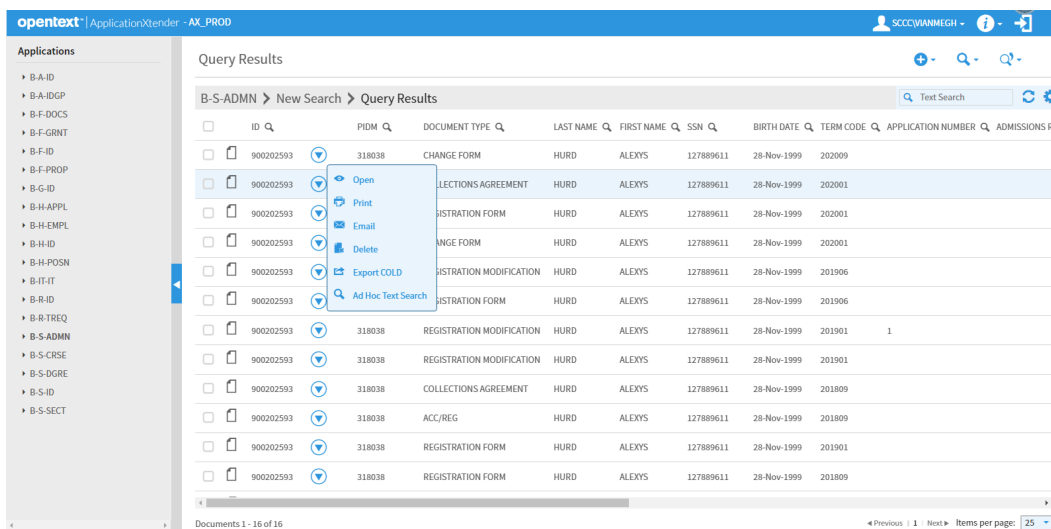 opentext™ | ApplicationXtender - AX_PROD SCCC\VIANMEGH
Applications
B-A-ID
B-A-IDGP
B-F-DOCS
B-F-GRNT
B-F-ID
B-F-PROP
B-G-ID
B-H-APPL
B-H-EMPL
B-H-ID
B-H-POSN
B-IT-IT
B-R-ID
B-R-TREQ
B-S-ADMN
B-S-CRSE
B-S-DGRE
B-S-ID
B-S-SECT
Query Results
B-S-ADMN > New Search > Query Results Text Search
ID PIDM DOCUMENT TYPE LAST NAME FIRST NAME SSN BIRTH DATE TERM CODE APPLICATION NUMBER ADMISSIONS
900202593 318038 CHANGE FORM HURD ALEXYS 127889611 28-Nov-1999 202009
900202593 LLECTIONS AGREEMENT HURD ALEXYS 127889611 28-Nov-1999 202001
900202593 GISTRATION FORM HURD ALEXYS 127889611 28-Nov-1999 202001
900202593 ANGE FORM HURD ALEXYS 127889611 28-Nov-1999 202001
900202593 GISTRATION MODIFICATION HURD ALEXYS 127889611 28-Nov-1999 201906
900202593 GISTRATION FORM HURD ALEXYS 127889611 28-Nov-1999 201906
900202593 318038 REGISTRATION MODIFICATION HURD ALEXYS 127889611 28-Nov-1999 201901 1
900202593 318038 REGISTRATION MODIFICATION HURD ALEXYS 127889611 28-Nov-1999 201901
900202593 318038 COLLECTIONS AGREEMENT HURD ALEXYS 127889611 28-Nov-1999 201809
900202593 318038 ACC/REG HURD ALEXYS 127889611 28-Nov-1999 201809
900202593 318038 REGISTRATION FORM HURD ALEXYS 127889611 28-Nov-1999 201901
900202593 318038 REGISTRATION FORM HURD ALEXYS 127889611 28-Nov-1999 201809
Open
Print
Email
Delete
Export COLD
Ad Hoc Text Search
Documents 1 - 16 of 16 Previous | 1 | Next Items per page: 25